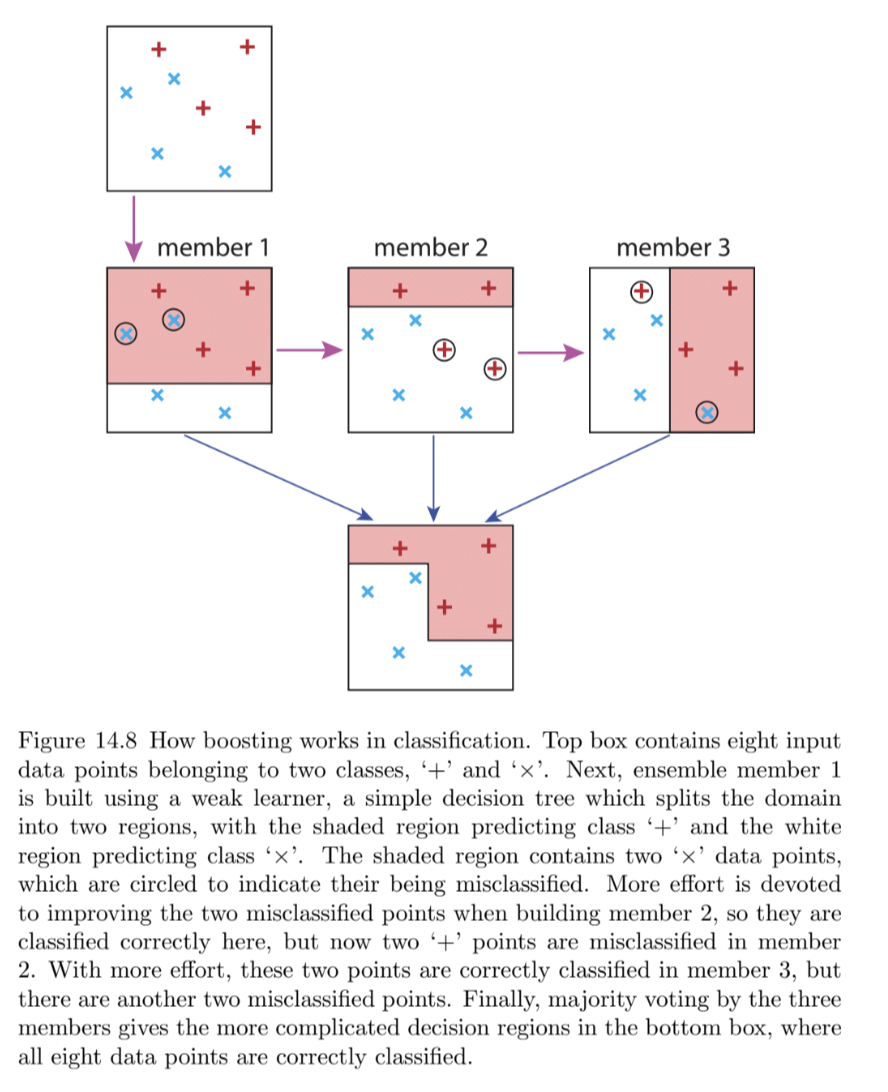 member 1
member 2
member 3
Figure 14.8 How boosting works in classification. Top box contains eight input
data points belonging to two classes, ‘+’ and ‘×’. Next, ensemble member 1
is built using a weak learner, a simple decision tree which splits the domain
into two regions, with the shaded region predicting class ‘+’ and the white
region predicting class ‘×’. The shaded region contains two ‘×’ data points,
which are circled to indicate their being misclassified. More effort is devoted
to improving the two misclassified points when building member 2, so they are
classified correctly here, but now two ‘+’ points are misclassified in member
2. With more effort, these two points are correctly classified in member 3, but
there are another two misclassified points. Finally, majority voting by the three
members gives the more complicated decision regions in the bottom box, where
all eight data points are correctly classified.